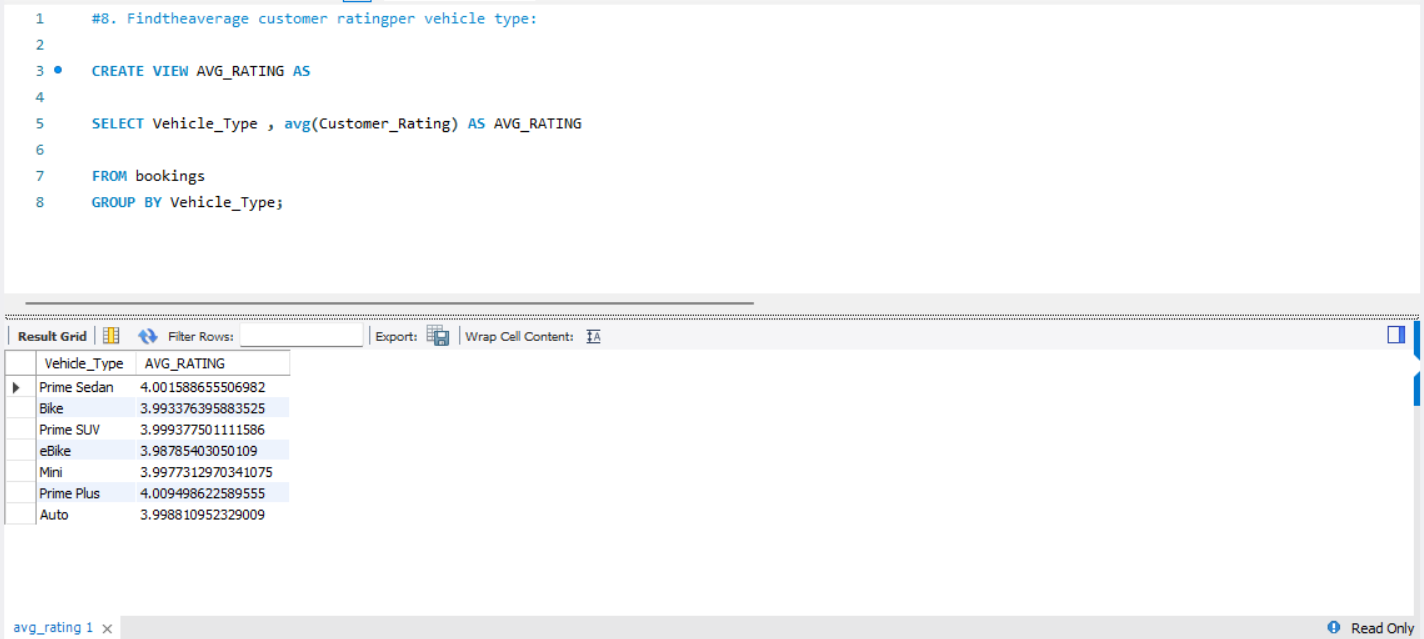 1 #8. Findtheaverage customer ratingper vehicle type:
2
3 CREATE VIEW AVG_RATING AS
4
5 SELECT Vehicle_Type , avg(Customer_Rating) AS AVG_RATING
6
7 FROM bookings
8 GROUP BY Vehicle_Type;
Result Grid Filter Rows: Export: Wrap Cell Content: IA
Vehicle_Type AVG_RATING
Prime Sedan 4.001588655506982
Bike 3.993376395883525
Prime SUV 3.999377501111586
eBike 3.98785403050109
Mini 3.9977312970341075
Prime Plus 4.009498622589555
Auto 3.998810952329009
avg_rating 1 Read Only